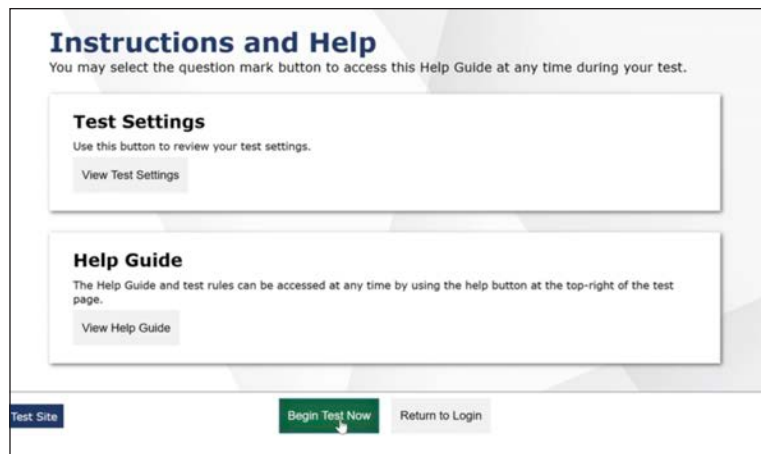 Instructions and Help
You may select the question mark button to access this Help Guide at any time during your test.
Test Settings
Use this button to review your test settings.
View Test Settings
Help Guide
The Help Guide and test rules can be accessed at any time by using the help button at the top-right of the test
page.
View Help Guide
Test Site
Begin Test Now
Return to Login